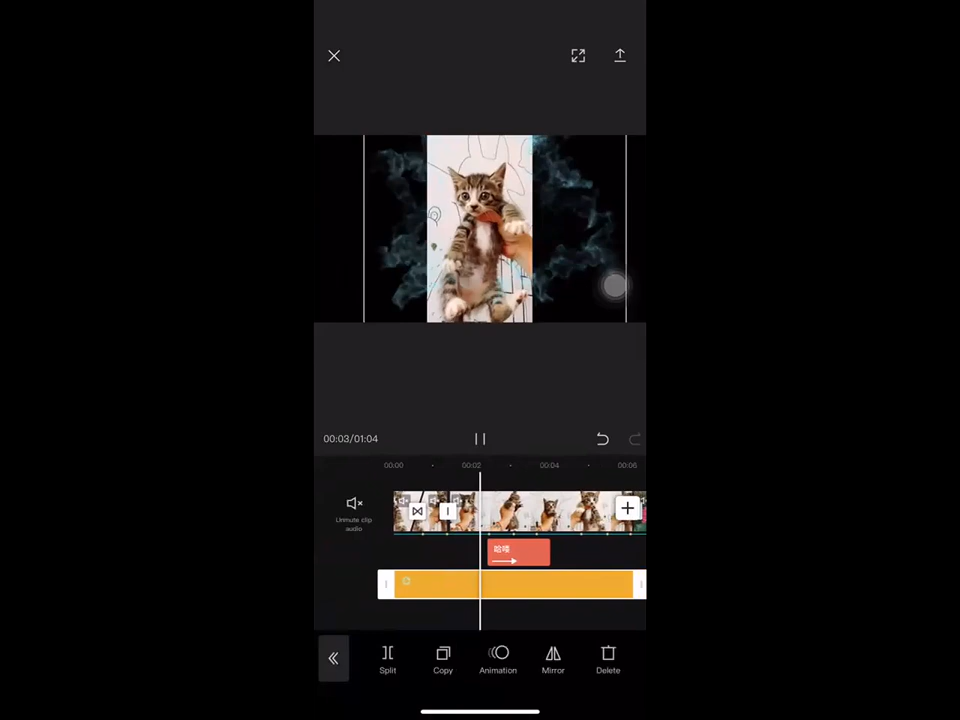 00:03/01:04
00:00 00:02 00:04 00:06
Unmute clip
audio
哈喽
Split Copy Animation Mirror Delete